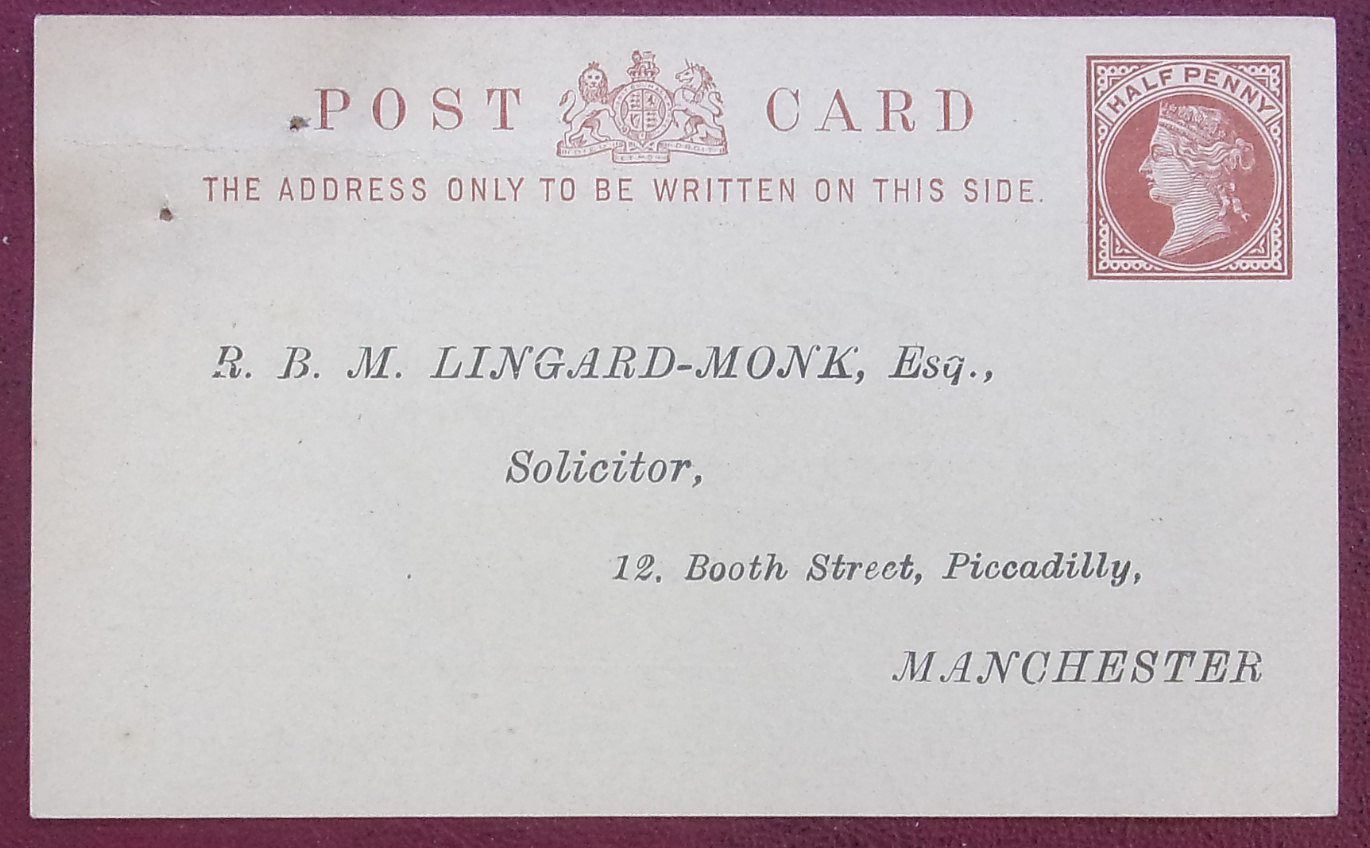 POST CARD
HALF PENNY
THE ADDRESS ONLY TO BE WRITTEN ON THIS SIDE.
R. B. M. LINGARD-MONK, Esq.,
Solicitor,
12, Booth Street, Piccadilly,
MANCHESTER